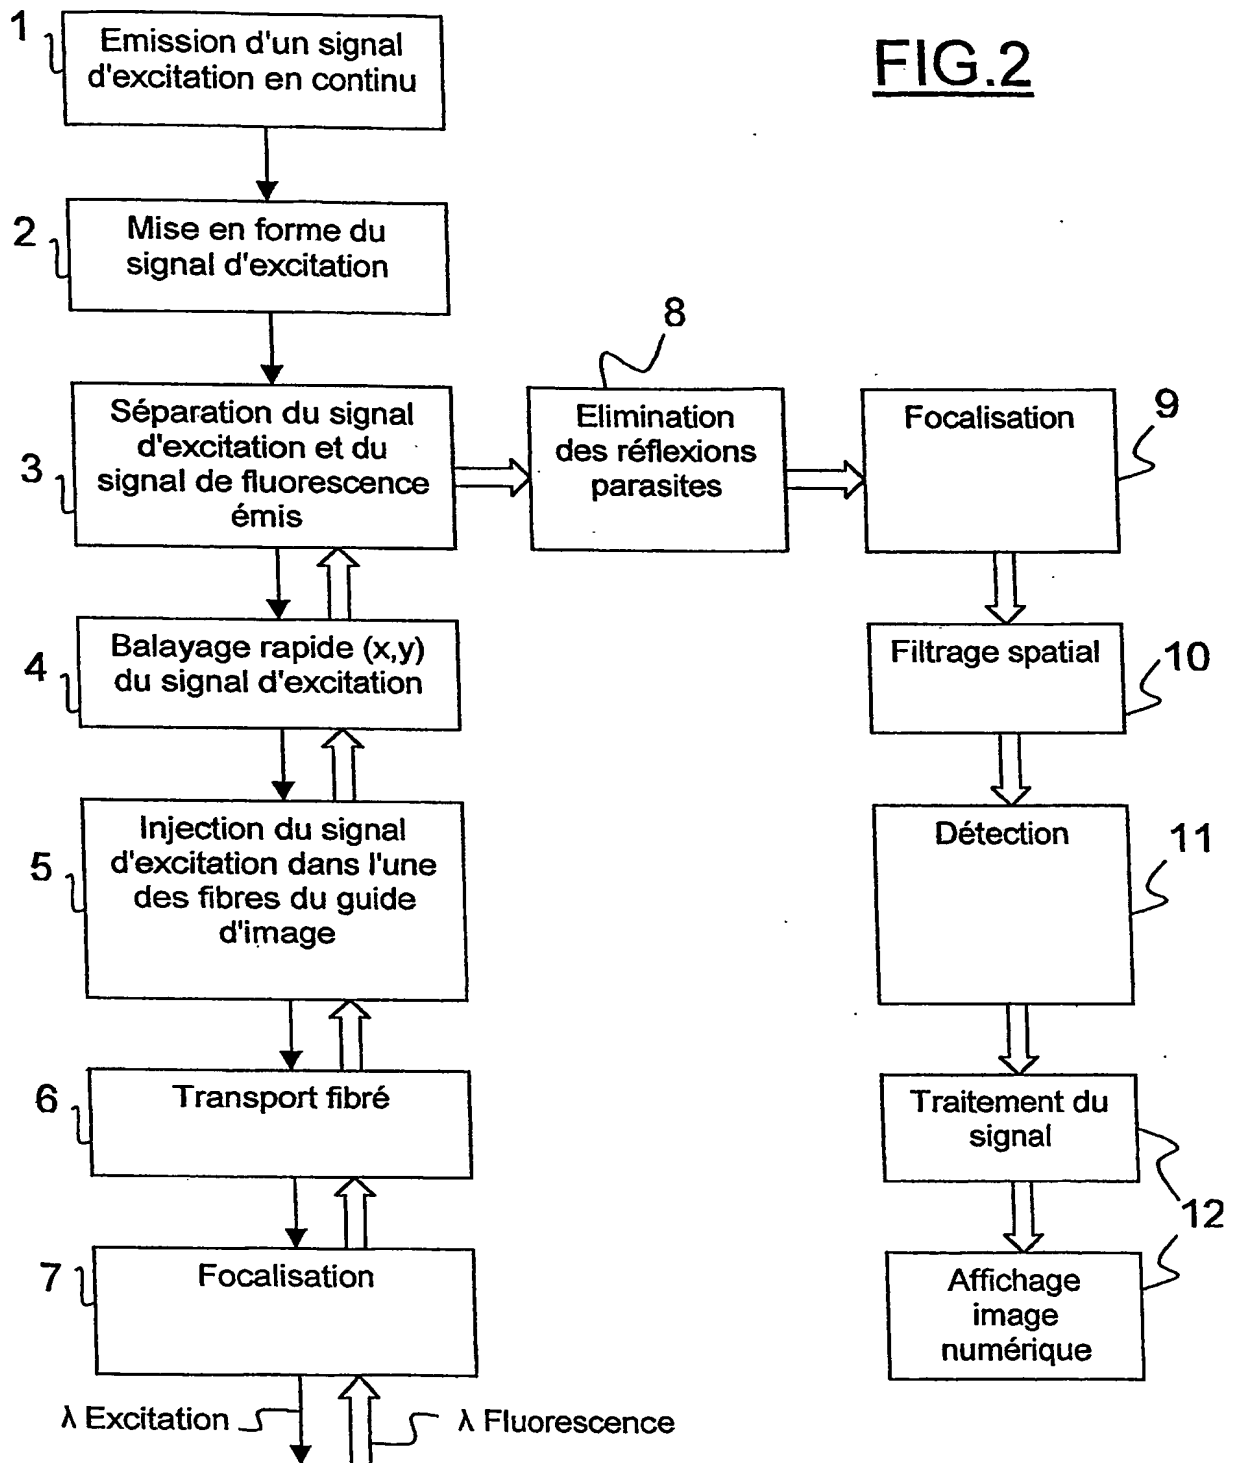 FIG.2
1
Emission d'un signal
d'excitation en continu
2
Mise en forme du
signal d'excitation
3
Séparation du signal
d'excitation et du
signal de fluorescence
émis
8
Elimination
des réflexions
parasites
9
Focalisation
4
Balayage rapide (x,y)
du signal d'excitation
10
Filtrage spatial
5
Injection du signal
d'excitation dans l'une
des fibres du guide
d'image
11
Détection
6
Transport fibré
12
Traitement du
signal
7
Focalisation
Affichage
image
numérique
λ Excitation
λ Fluorescence